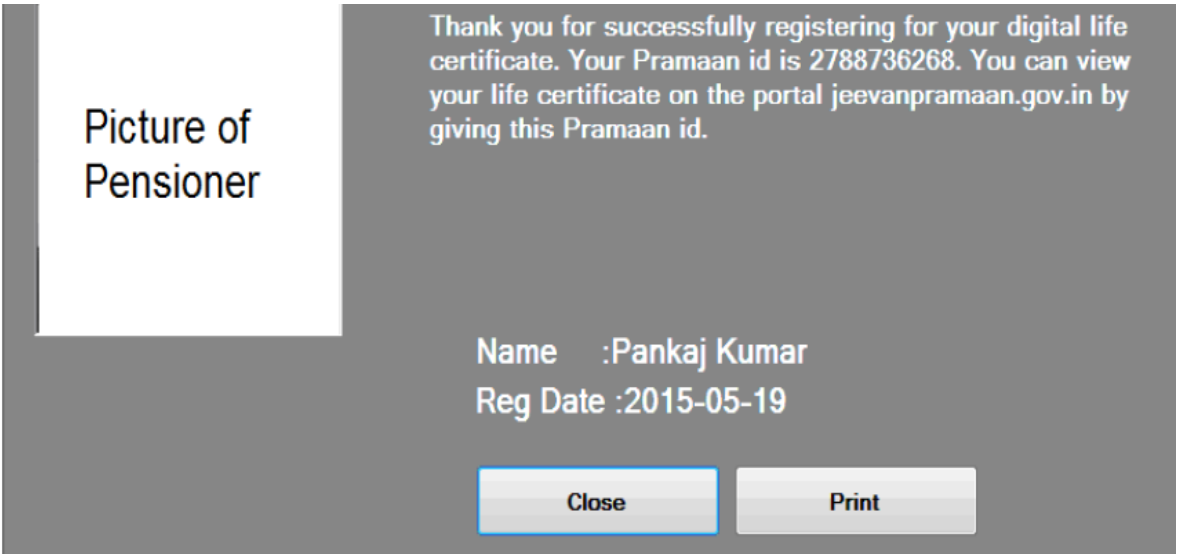 Picture of
Pensioner
Thank you for successfully registering for your digital life
certificate. Your Pramaan id is 2788736268. You can view
your life certificate on the portal jeevanpramaan.gov.in by
giving this Pramaan id.
Name :Pankaj Kumar
Reg Date :2015-05-19
Close
Print